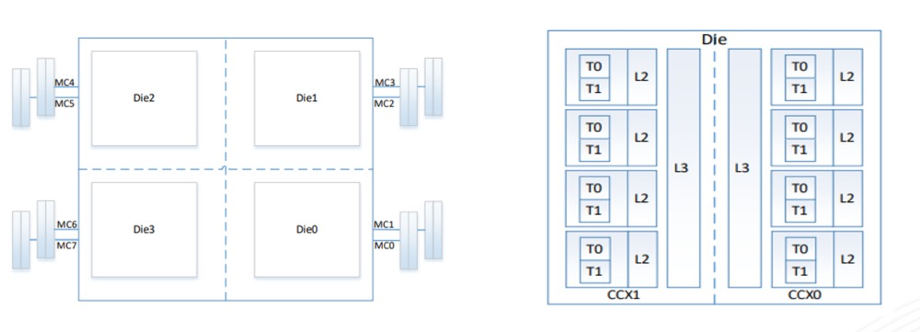 MC4
MC5
Die2
Die1
MC3
MC2
MC6
MC7
Die3
Die0
MC1
MC0
Die
T0
T1
L2
T0
T1
L2
T0
T1
L2
T0
T1
L2
L3
L3
T0
T1
L2
T0
T1
L2
T0
T1
L2
T0
T1
L2
CCX1
CCX0